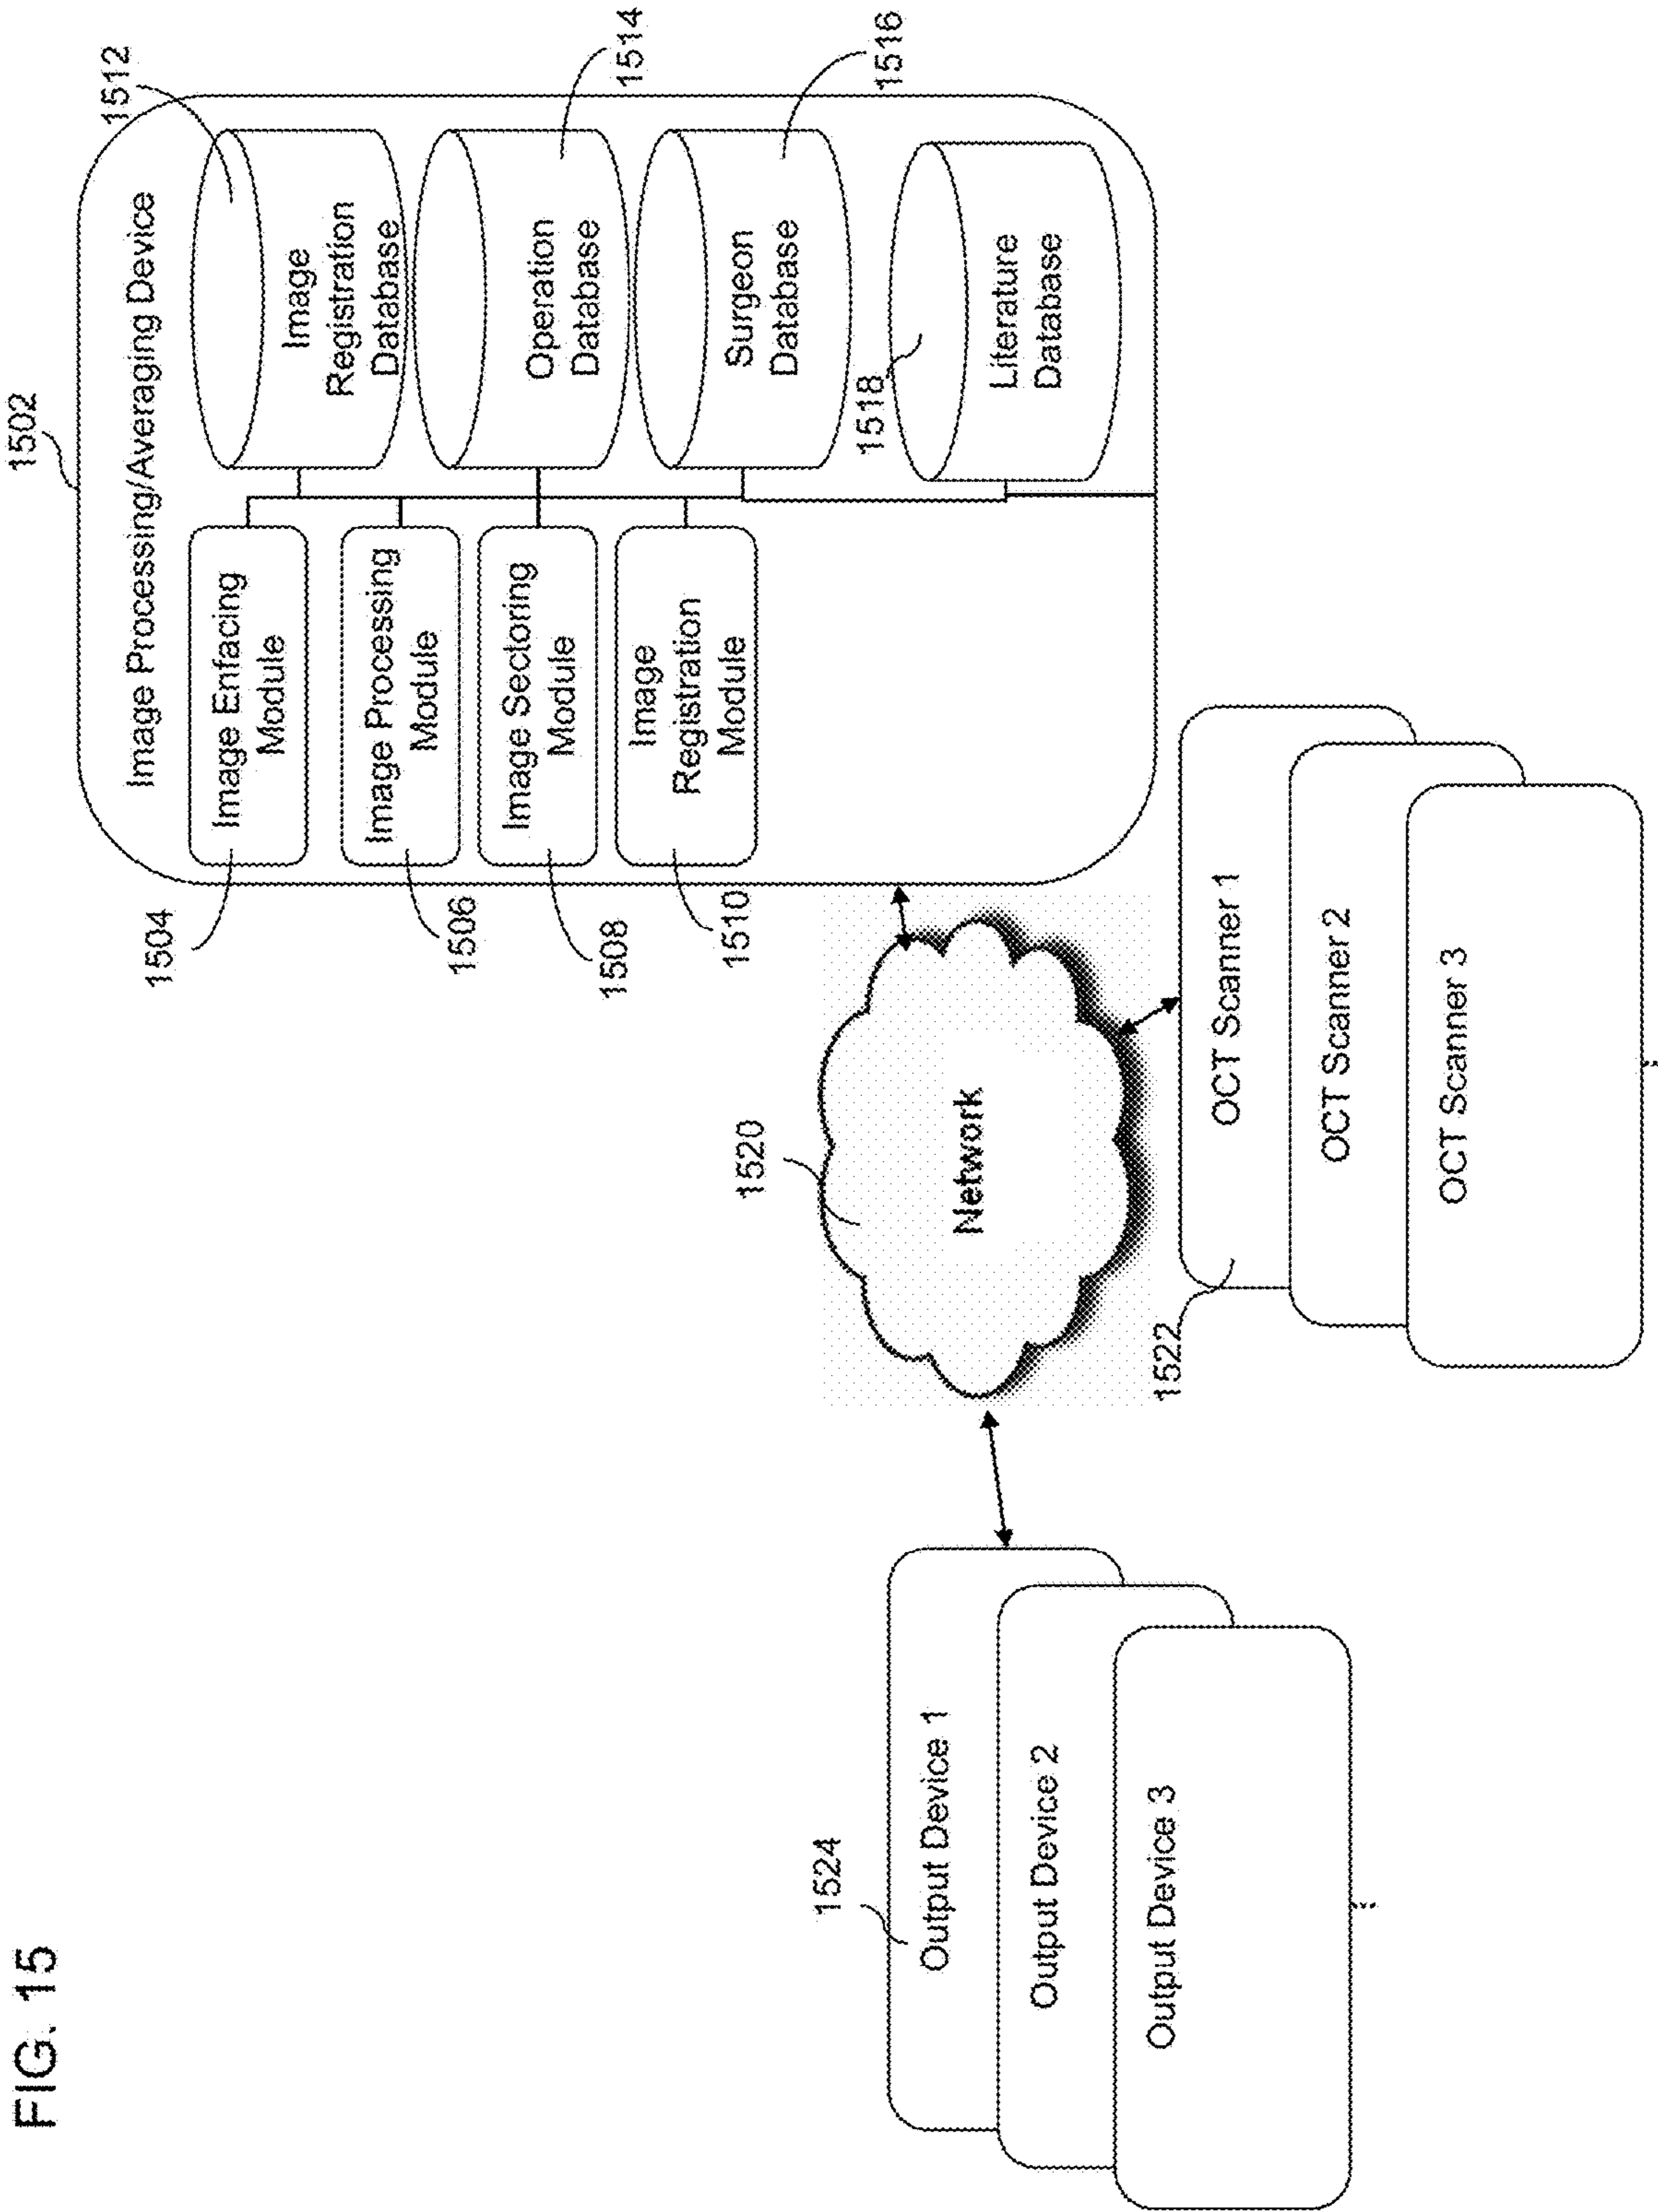 FIG. 15
1502
Image Processing/Averaging Device
1504
Image Enfacing
Module
1506
Image Processing
Module
1508
Image Sectoring
Module
1510
Image
Registration
Module
1512
Image
Registration
Database
1514
Operation
Database
1516
Surgeon
Database
1518
Literature
Database
1520
Network
1522
OCT Scanner 1
OCT Scanner 2
OCT Scanner 3
1524
Output Device 1
Output Device 2
Output Device 3